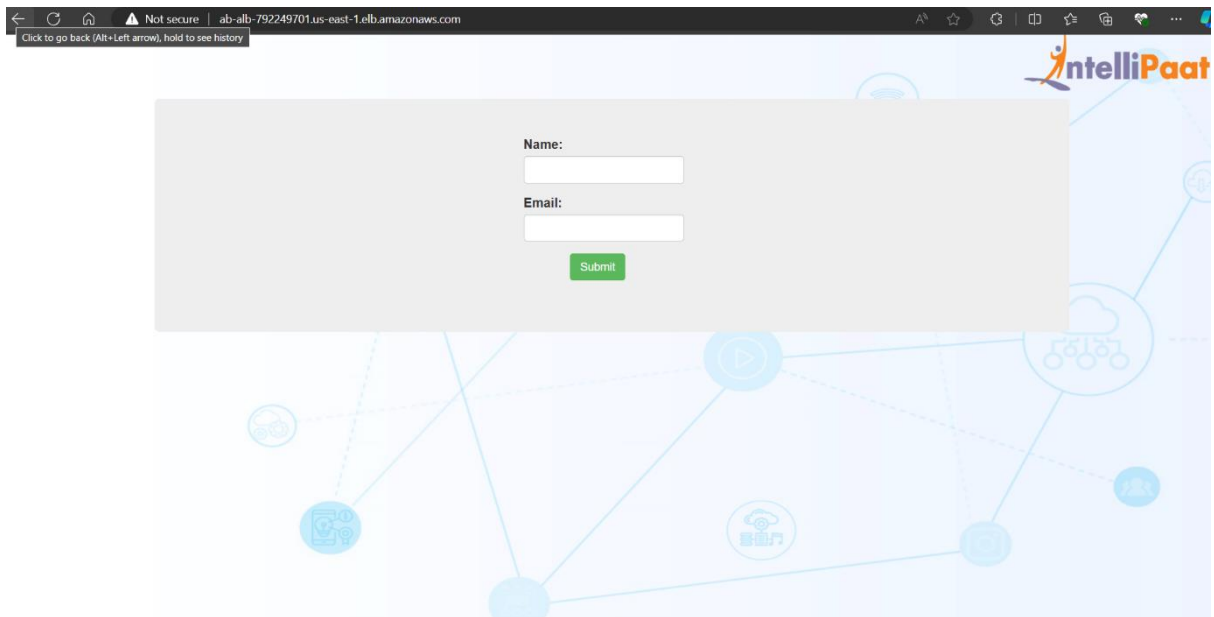 Not secure | ab-alb-792249701.us-east-1.elb.amazonaws.com
Click to go back (Alt+Left arrow), hold to see history
IntelliPaat
Name:
Email:
Submit